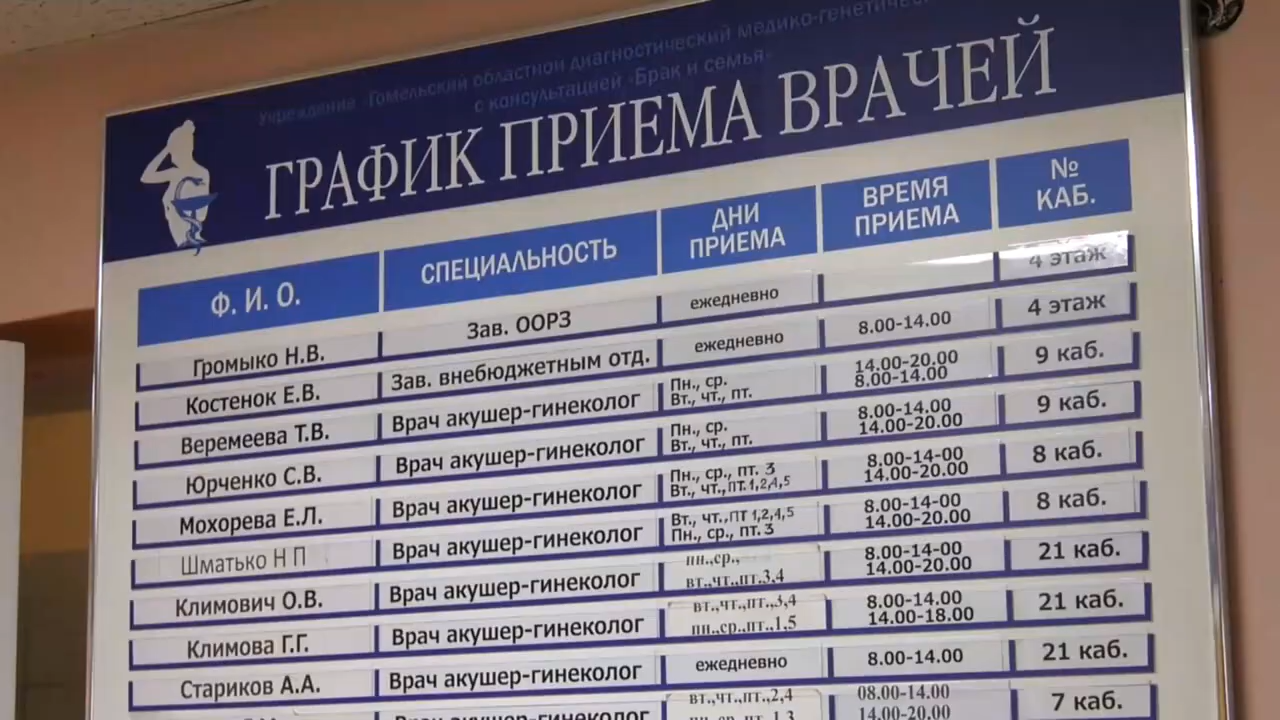 Учреждение "Гомельский областной диагностический медико-
с консультацией «Брак и семья»
ГРАФИК ПРИЕМА ВРАЧЕЙ
Ф. И. О.
СПЕЦИАЛЬНОСТЬ
ДНИ
ПРИЕМА
ВРЕМЯ
ПРИЕМА
№
КАБ.
Громыко Н.В.
Зав. ООРЗ
ежедневно
4 этаж
Костенок Е.В.
Зав. внебюджетным отд.
ежедневно
8.00-14.00
4 этаж
Веремеева Т.В.
Врач акушер-гинеколог
Пн., ср.
Вт., чт., пт.
14.00-20.00
8.00-14.00
9 каб.
Юрченко С.В.
Врач акушер-гинеколог
Пн., ср.
Вт., чт., пт.
8.00-14.00
14.00-20.00
9 каб.
Мохорева Е.Л.
Врач акушер-гинеколог
Пн., ср., пт. 3
Вт., чт.,ПТ.1,2,4,5
8.00-14-00
14.00-20.00
8 каб.
Шматько Н П
Врач акушер-гинеколог
Вт., чт.,ПТ 1,2,4,5
Пн., ср., пт.3
8.00-14-00
14.00-20.00
8 каб.
Климович О.В.
Врач акушер-гинеколог
пн.,ср.,
вт.,чт.,пт.3,4
8.00-14-00
14.00-20.00
21 каб.
Климова Г.Г.
Врач акушер-гинеколог
вт.,чт.,пт.,3,4
пн.,ср.,пт.,1,5
8.00-14.00
14.00-18.00
21 каб.
Стариков А.А.
Врач акушер-гинеколог
ежедневно
8.00-14.00
21 каб.
Врач акушер-гинеколог
вт.,чт.,пт.,2,4
пн., ср., пт.,1,3
08.00-14.00
14.00-20.00
7 каб.